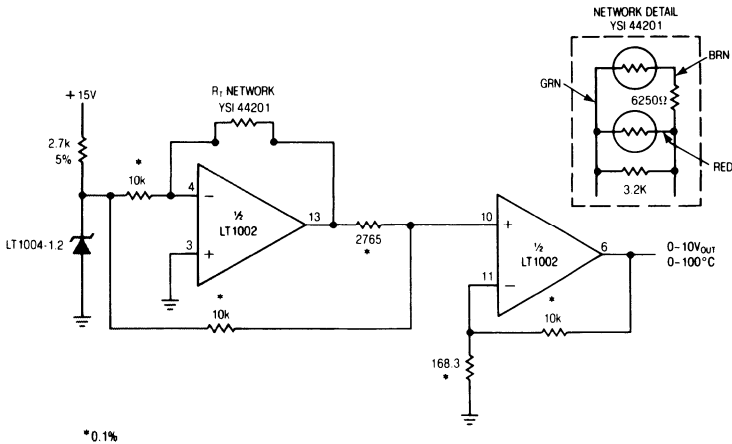 NETWORK DETAIL
YSI 44201
BRN
GRN
6250Ω
RED
3.2K
+15V
2.7k
5%
LT1004-1.2
*
10k
R_T NETWORK
YSI 44201
4
−
½
LT1002
3
+
13
2765
*
*
10k
10
+
½
LT1002
11
−
6
0–10V_OUT
0–100°C
*
10k
168.3
*
*0.1%